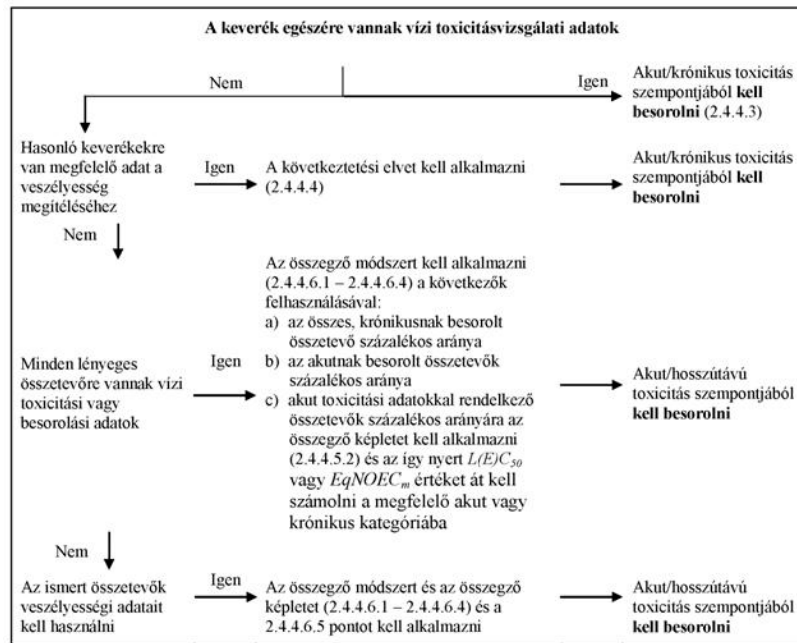 A keverék egészére vannak vízi toxicitásvizsgálati adatok
Nem
Igen
Akut/krónikus toxicitás
szempontjából kell
besorolni (2.4.4.3)
Hasonló keverékekre
van megfelelő adat a
veszélyesség
megítéléséhez
Igen
A következtetési elvet kell alkalmazni
(2.4.4.4)
Akut/krónikus toxicitás
szempontjából kell
besorolni
Nem
Minden lényeges
összetevőre vannak vízi
toxicitási vagy
besorolási adatok
Igen
Az összegző módszert kell alkalmazni
(2.4.4.6.1 – 2.4.4.6.4) a következők
felhasználásával:
a) az összes, krónikusnak besorolt
összetevő százalékos aránya
b) az akutnak besorolt összetevők
százalékos aránya
c) akut toxicitási adatokkal rendelkező
összetevők százalékos arányára az
összegző képletet kell alkalmazni
(2.4.4.5.2) és az így nyert L(E)C50
vagy EqNOECm értéket át kell
számolni a megfelelő akut vagy
krónikus kategóriába
Akut/hosszútávú
toxicitás szempontjából
kell besorolni
Nem
Az ismert összetevők
veszélyességi adatait
kell használni
Igen
Az összegző módszert és az összegző
képletet (2.4.4.6.1 – 2.4.4.6.4) és a
2.4.4.6.5 pontot kell alkalmazni
Akut/hosszútávú
toxicitás szempontjából
kell besorolni